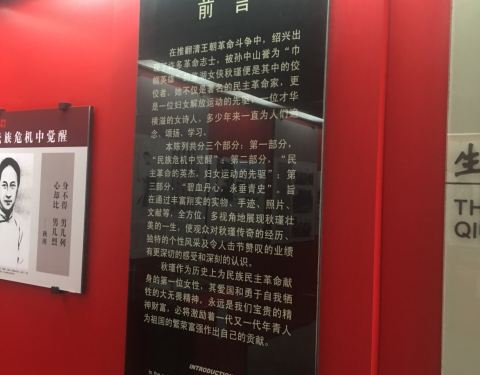 前言
在推翻清王朝革命斗争中，绍兴出
许多革命志士，被孙中山誉为“巾
帼英雄”
鉴湖女侠秋瑾便是其中的佼
佼者。她不仅是著名的民主革命家，更
是一位妇女解放运动的先驱
一位才华
横溢的女诗人，多少年来一直为人们追
念、颂扬、学习。
本陈列共分三个部分：第一部分，
“民族危机中觉醒”；第二部分，“民
主革命的英杰，妇女运动的先驱”；第
三部分，“碧血丹心，永垂青史”。旨
在通过丰富翔实的实物、手迹、照片、
文献等，全方位、多视角地展现秋瑾壮
美的一生，使观众对秋瑾传奇的经历、
独特的个性风采及令人击节赞叹的业绩
有更深切的感受和深刻的认识。
秋瑾作为历史上为民族民主革命献
身的第一位女性，其爱国和勇于自我牺
牲的大无畏精神，永远是我们宝贵的精
神财富，必将激励着一代又一代年青人
为祖国的繁荣富强作出自己的贡献。
INTRODUCTION
族危机中觉醒
身不得 男儿列
心却比 男儿烈
秋瑾
生
TH
QI